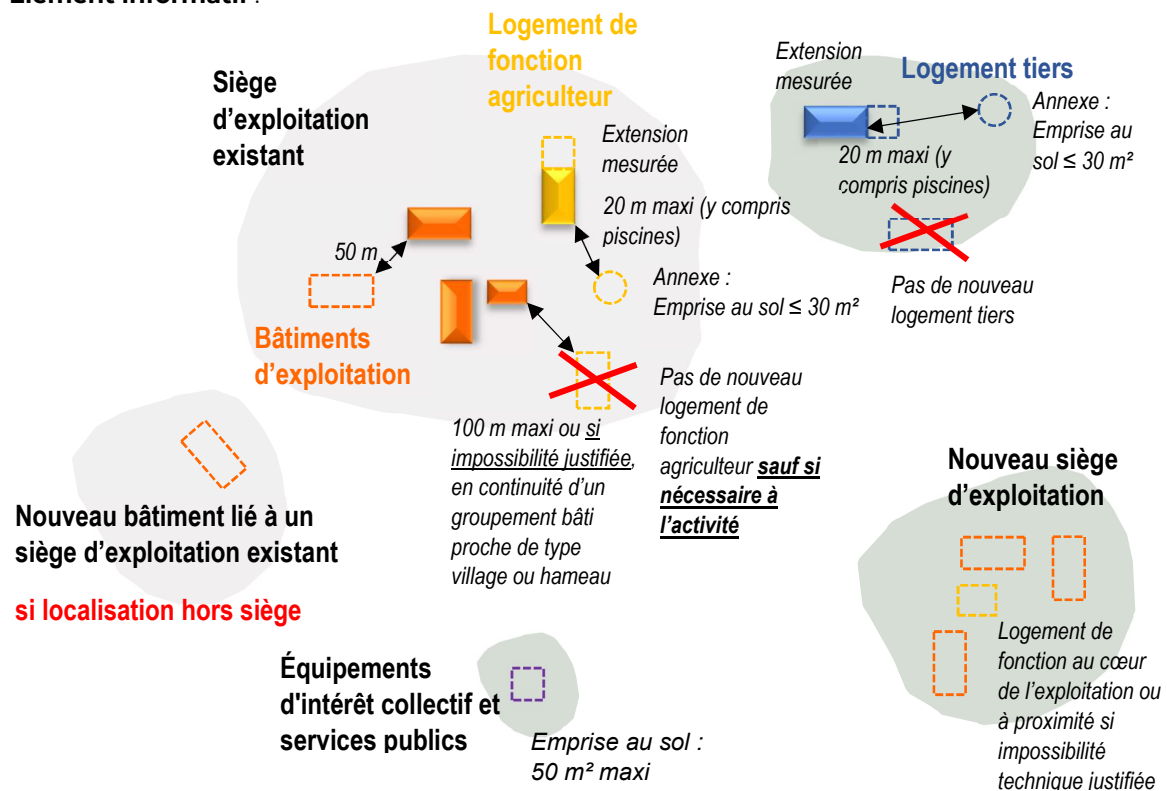 Élément informatif :
Logement de
fonction
agriculteur
Siège
d'exploitation
existant
Extension
mesurée
20 m maxi (y compris
piscines)
50 m
Annexe :
Emprise au sol ≤ 30 m²
Bâtiments
d'exploitation
100 m maxi ou si
impossibilité justifiée,
en continuité d'un
groupement bâti
proche de type
village ou hameau
Pas de nouveau
logement de
fonction
agriculteur sauf si
nécessaire à
l'activité
Extension
mesurée
Logement tiers
Annexe :
Emprise au
sol ≤ 30 m²
20 m maxi (y
compris piscines)
Pas de nouveau
logement tiers
Nouveau bâtiment lié à un
siège d'exploitation existant
si localisation hors siège
Équipements
d'intérêt collectif et
services publics
Emprise au sol :
50 m² maxi
Nouveau siège
d'exploitation
Logement de
fonction au cœur
de l'exploitation ou
à proximité si
impossibilité
technique justifiée